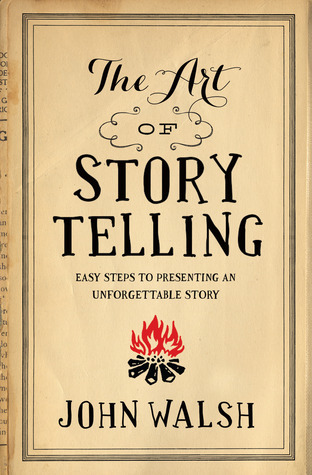 The Art
OF
STORY
TELLING
EASY STEPS TO PRESENTING AN
UNFORGETTABLE STORY
JOHN WALSH